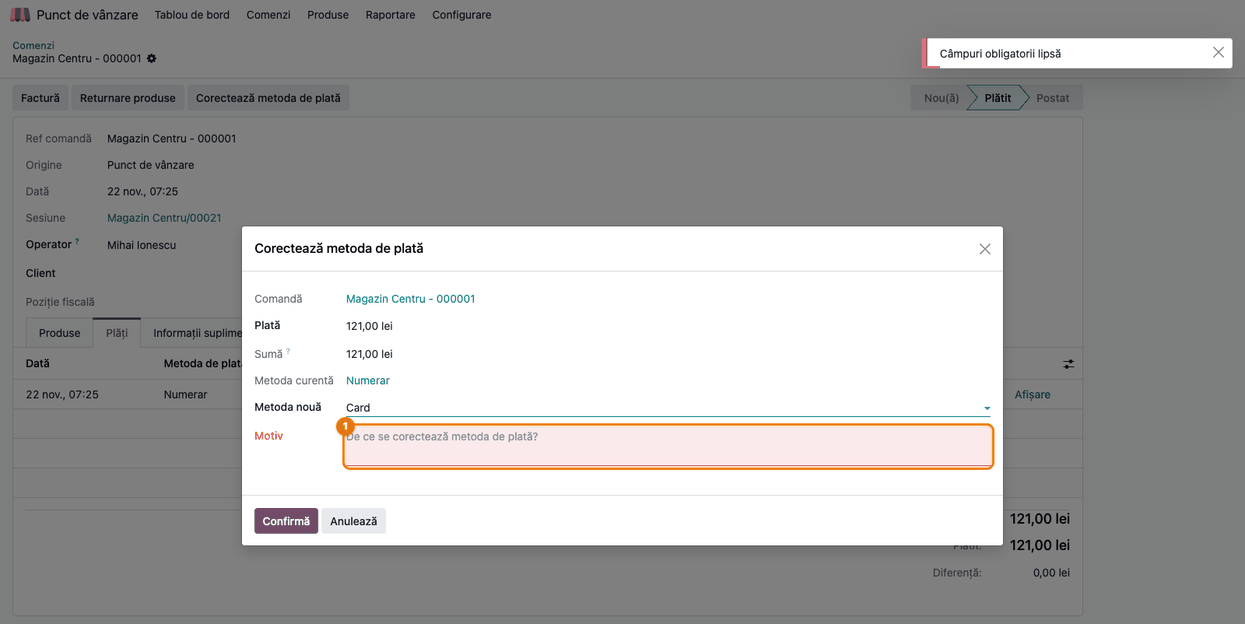 Punct de vânzare Tablou de bord Comenzi Produse Raportare Configurare
Comenzi
Magazin Centru - 000001
Câmpuri obligatorii lipsă
Factură Returnare produse Corectează metoda de plată Nou(ă) Plătit Postat
Ref comandă Magazin Centru - 000001
Origine Punct de vânzare
Dată 22 nov., 07:25
Sesiune Magazin Centru/00021
Operator ? Mihai Ionescu
Client
Poziție fiscală
Produse Plăți Informații suplime
Dată Metoda de plat
22 nov., 07:25 Numerar Afișare
Corectează metoda de plată
Comandă Magazin Centru - 000001
Plată 121,00 lei
Sumă ? 121,00 lei
Metoda curentă Numerar
Metoda nouă Card
1
Motiv De ce se corectează metoda de plată?
Confirmă Anulează
121,00 lei
Plătit: 121,00 lei
Diferență: 0,00 lei